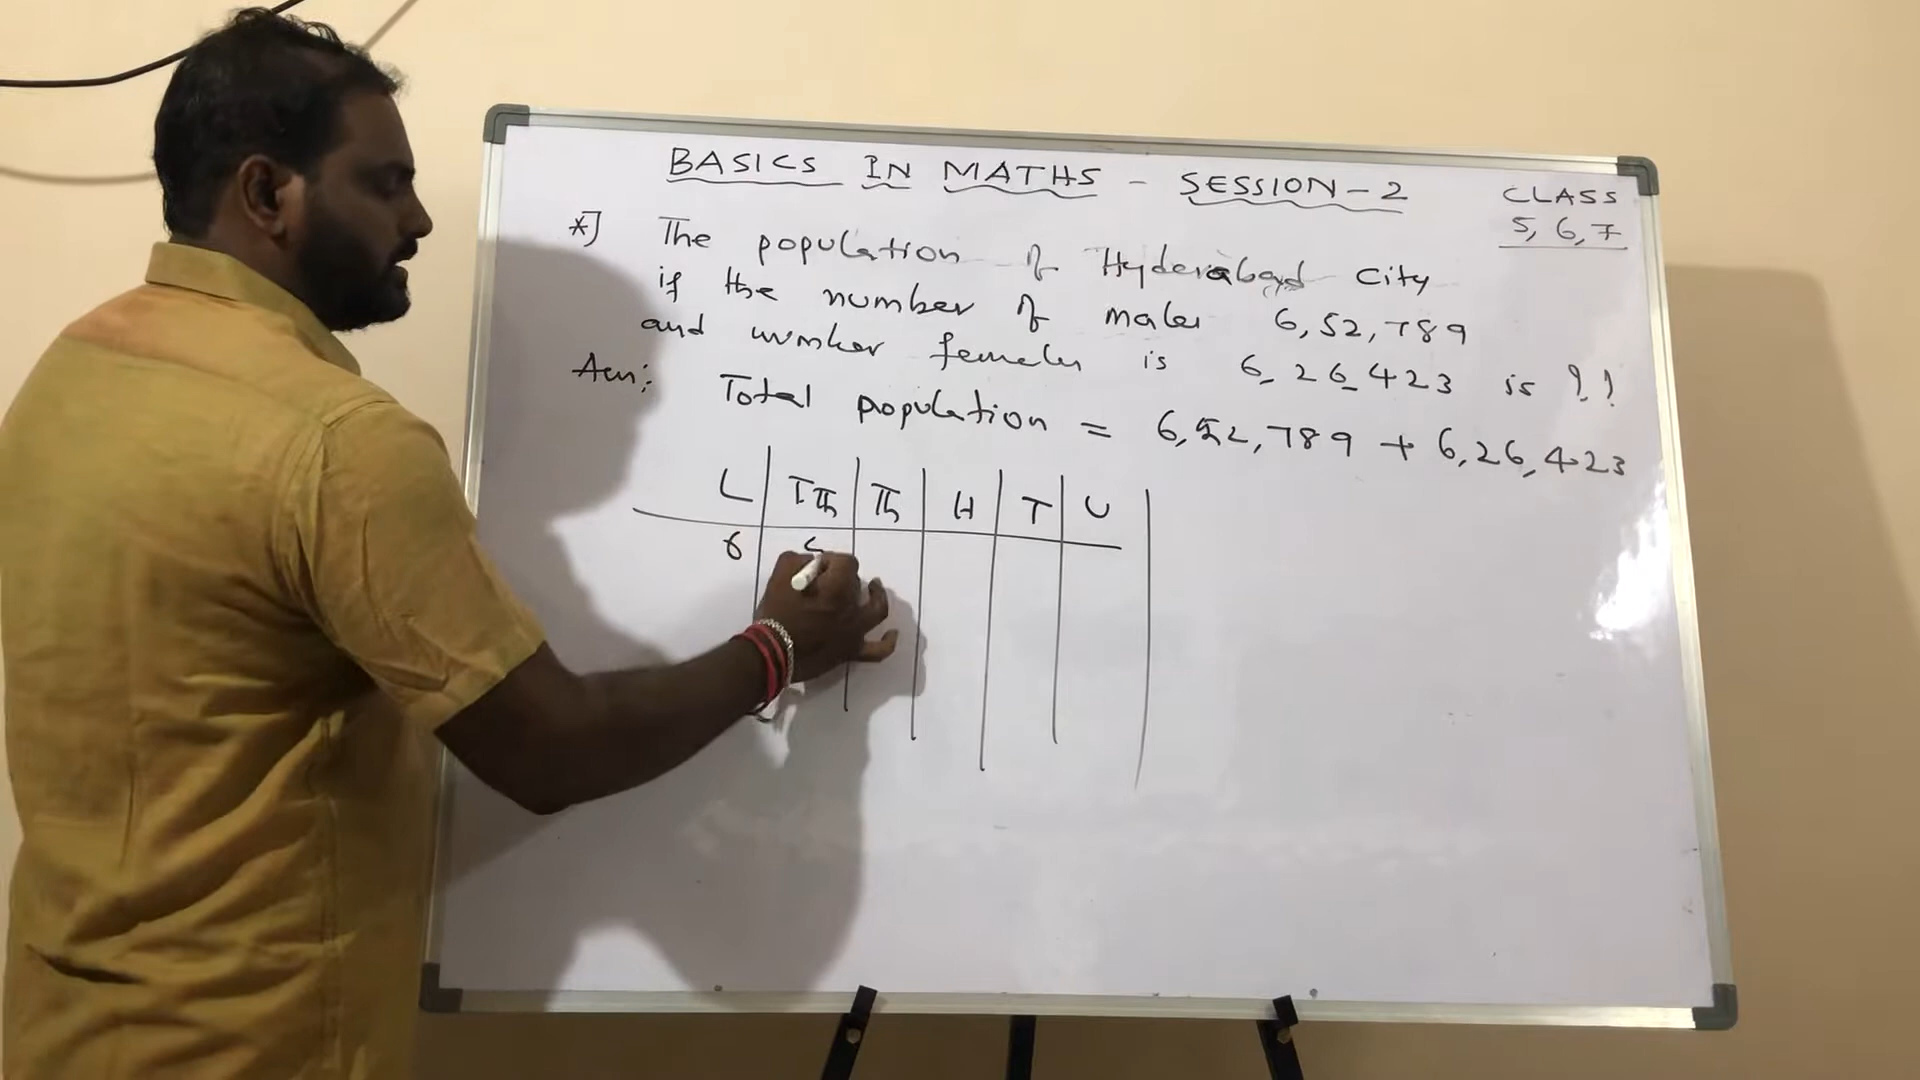 BASICS IN MATHS - SESSION-2
CLASS
5, 6, 7
*] The population of Hyderabad City
if the number of males 6,52,789
and number females is 6,26,423 is ??
Ans: Total population = 6,52,789 + 6,26,423
L TTh Th H T U
6 5